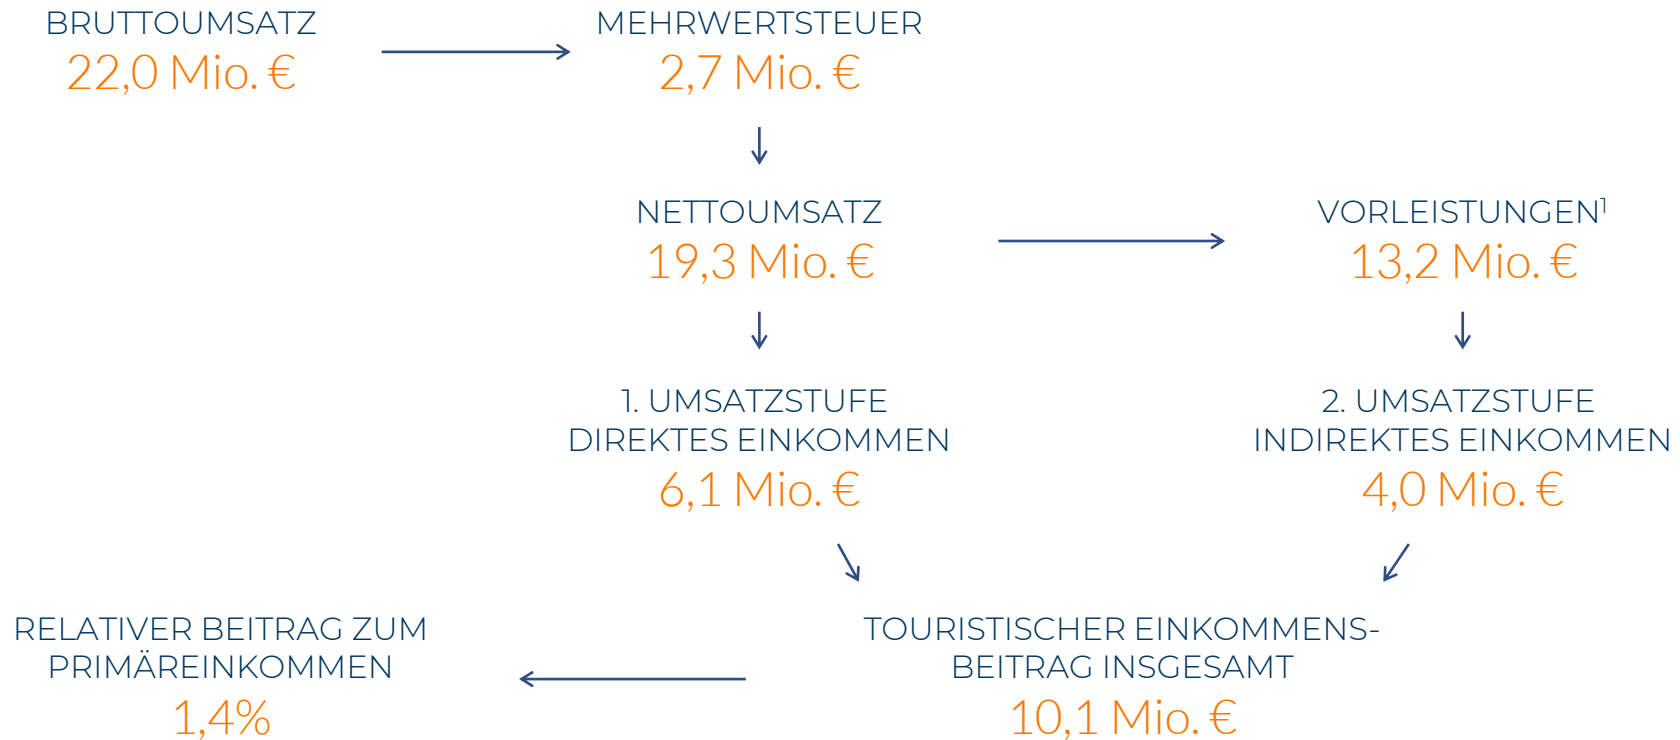 BRUTTOUMSATZ
22,0 Mio. €
MEHRWERTSTEUER
2,7 Mio. €
NETTOUMSATZ
19,3 Mio. €
VORLEISTUNGEN¹
13,2 Mio. €
1. UMSATZSTUFE
DIREKTES EINKOMMEN
6,1 Mio. €
2. UMSATZSTUFE
INDIREKTES EINKOMMEN
4,0 Mio. €
RELATIVER BEITRAG ZUM
PRIMÄREINKOMMEN
1,4%
TOURISTISCHER EINKOMMENS-
BEITRAG INSGESAMT
10,1 Mio. €